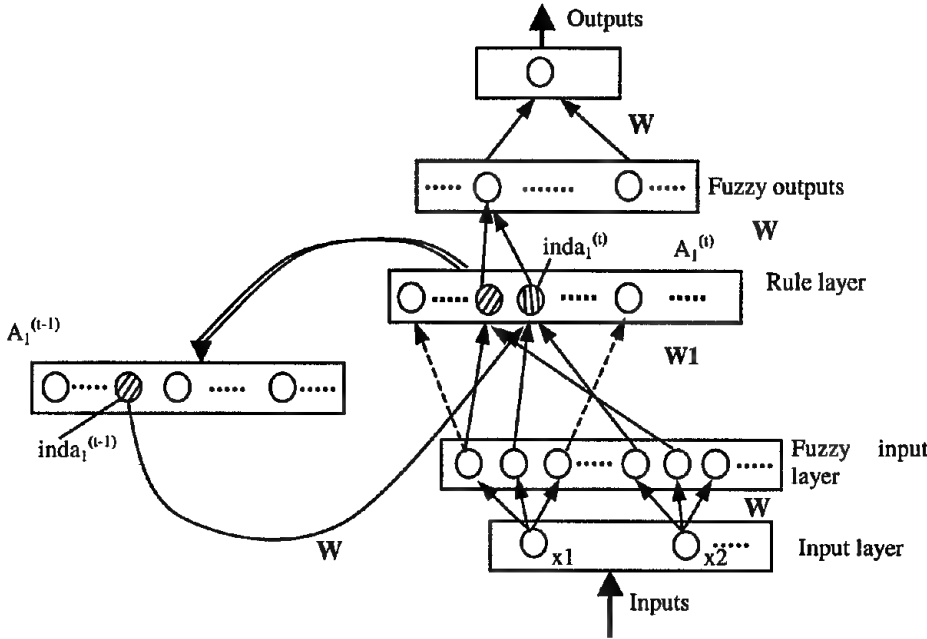 Outputs
W
Fuzzy outputs
W
inda₁⁽ᵗ⁾
A₁⁽ᵗ⁾
Rule layer
A₁⁽ᵗ⁻¹⁾
W1
inda₁⁽ᵗ⁻¹⁾
Fuzzy input
layer
W
W
x1
x2
Input layer
Inputs